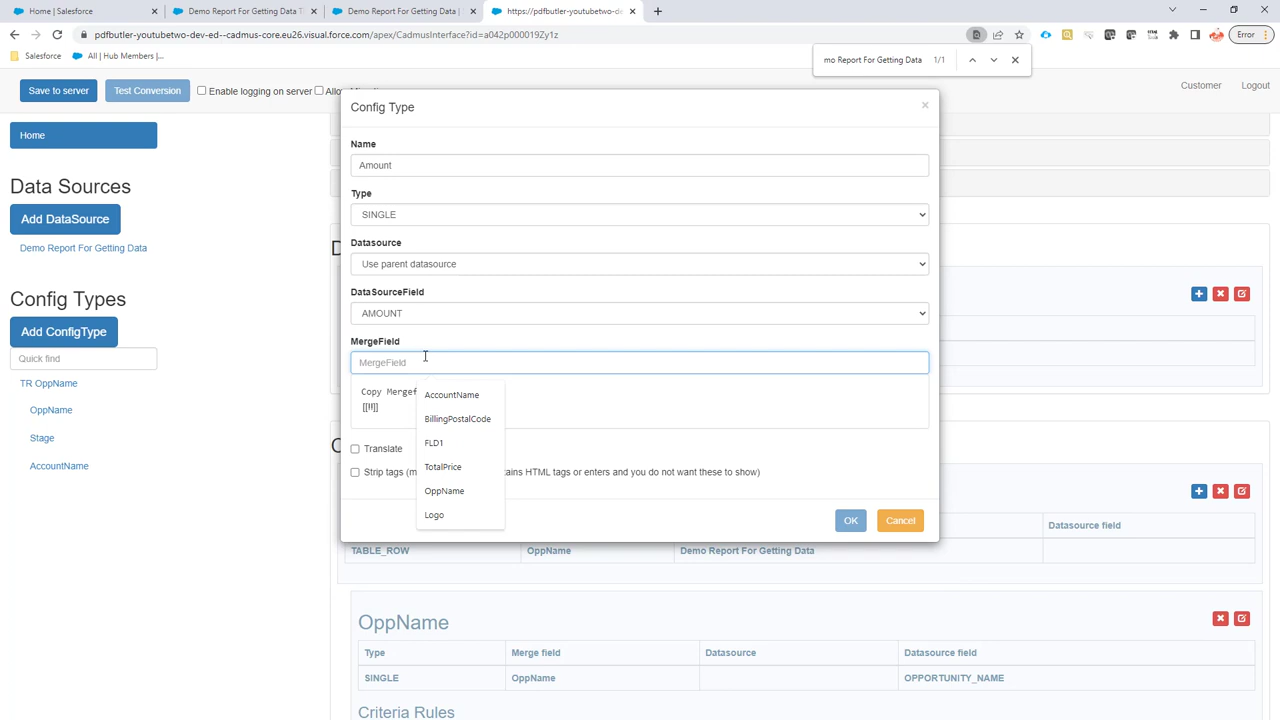 Home | Salesforce
Demo Report For Getting Data T
Demo Report For Getting Data |
https://pdfbutler-youtubetwo-de
pdfbutler-youtubetwo-dev-ed--cadmus-core.eu26.visual.force.com/apex/CadmusInterface?id=a042p000019Zy1z
Error
Salesforce
All | Hub Members |...
mo Report For Getting Data 1/1
Save to server
Test Conversion
Enable logging on server
Customer
Logout
Config Type
Home
Name
Amount
Data Sources
Type
Add DataSource
SINGLE
Demo Report For Getting Data
Datasource
Use parent datasource
Config Types
DataSourceField
AMOUNT
Add ConfigType
MergeField
Quick find
MergeField
TR OppName
Copy Mergef
AccountName
[[!!]]
OppName
BillingPostalCode
Stage
FLD1
Translate
AccountName
TotalPrice
Strip tags (m
tains HTML tags or enters and you do not want these to show)
OppName
Logo
OK
Cancel
Datasource field
TABLE_ROW
OppName
Demo Report For Getting Data
OppName
Type
Merge field
Datasource
Datasource field
SINGLE
OppName
OPPORTUNITY_NAME
Criteria Rules